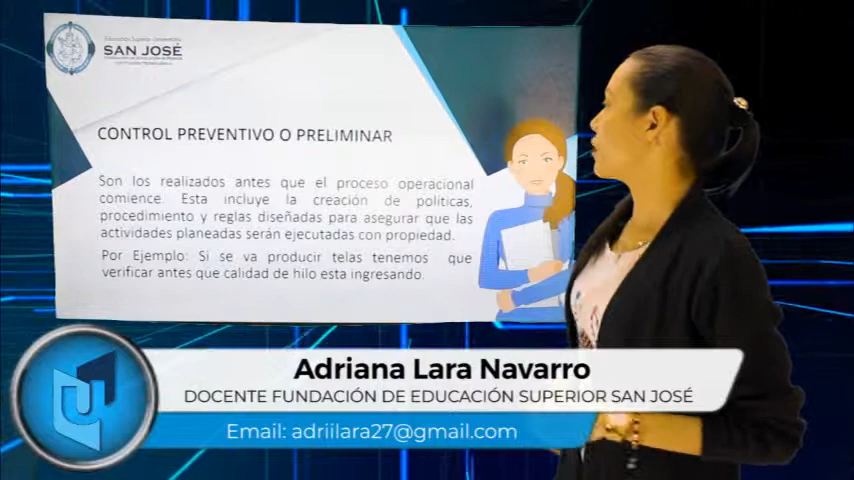 SAN JOSÉ
CONTROL PREVENTIVO O PRELIMINAR
Son los realizados antes que el proceso operacional
comience. Esta incluye la creación de políticas,
procedimiento y reglas diseñadas para asegurar que las
actividades planeadas serán ejecutadas con propiedad.
Por Ejemplo: Si se va producir telas tenemos que
verificar antes que calidad de hilo esta ingresando.
Adriana Lara Navarro
DOCENTE FUNDACIÓN DE EDUCACIÓN SUPERIOR SAN JOSÉ
Email: adriilara27@gmail.com